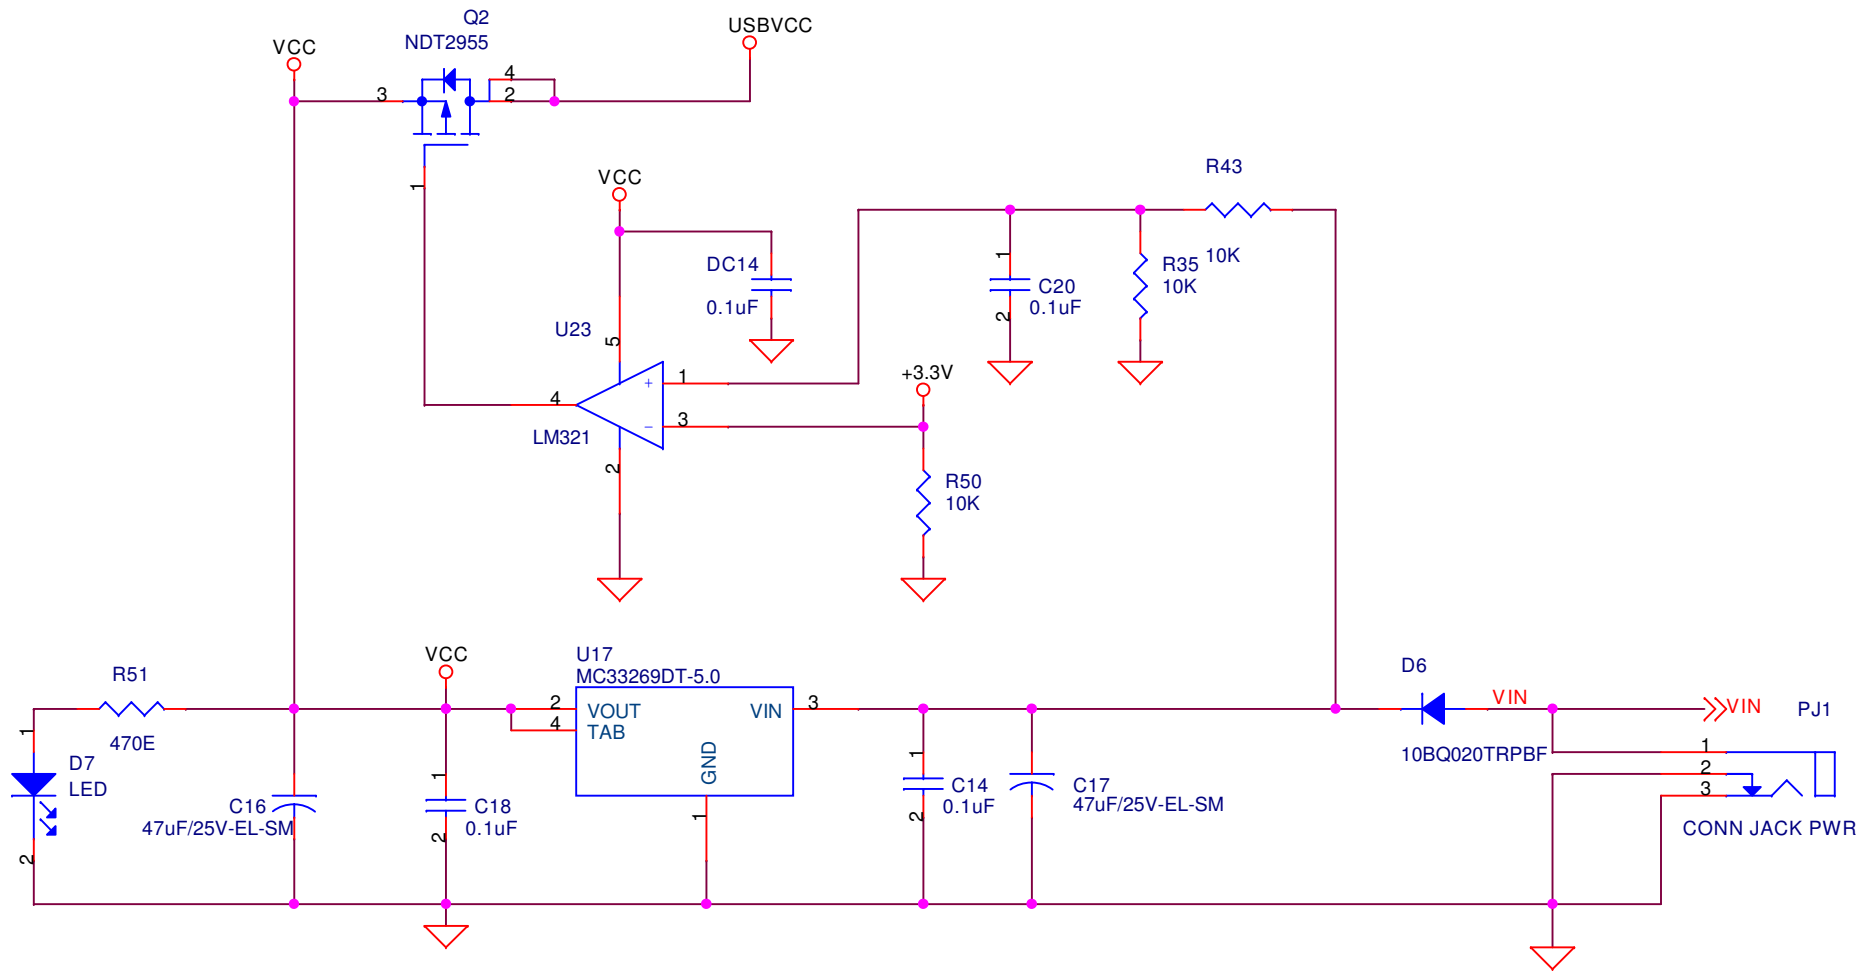 Q2
NDT2955
USBVCC
VCC
3
4
2
1
VCC
R43
10K
DC14
0.1uF
1
C20
0.1uF
2
R35
10K
U23
5
+
1
+3.3V
4
−
3
LM321
2
R50
10K
VCC
U17
MC33269DT-5.0
R51
470E
2
VOUT
VIN
3
4
TAB
GND
1
D6
VIN
VIN
PJ1
10BQ020TRPBF
1
2
3
CONN JACK PWR
1
D7
LED
2
C16
47uF/25V-EL-SM
1
C18
0.1uF
2
1
C14
0.1uF
2
C17
47uF/25V-EL-SM